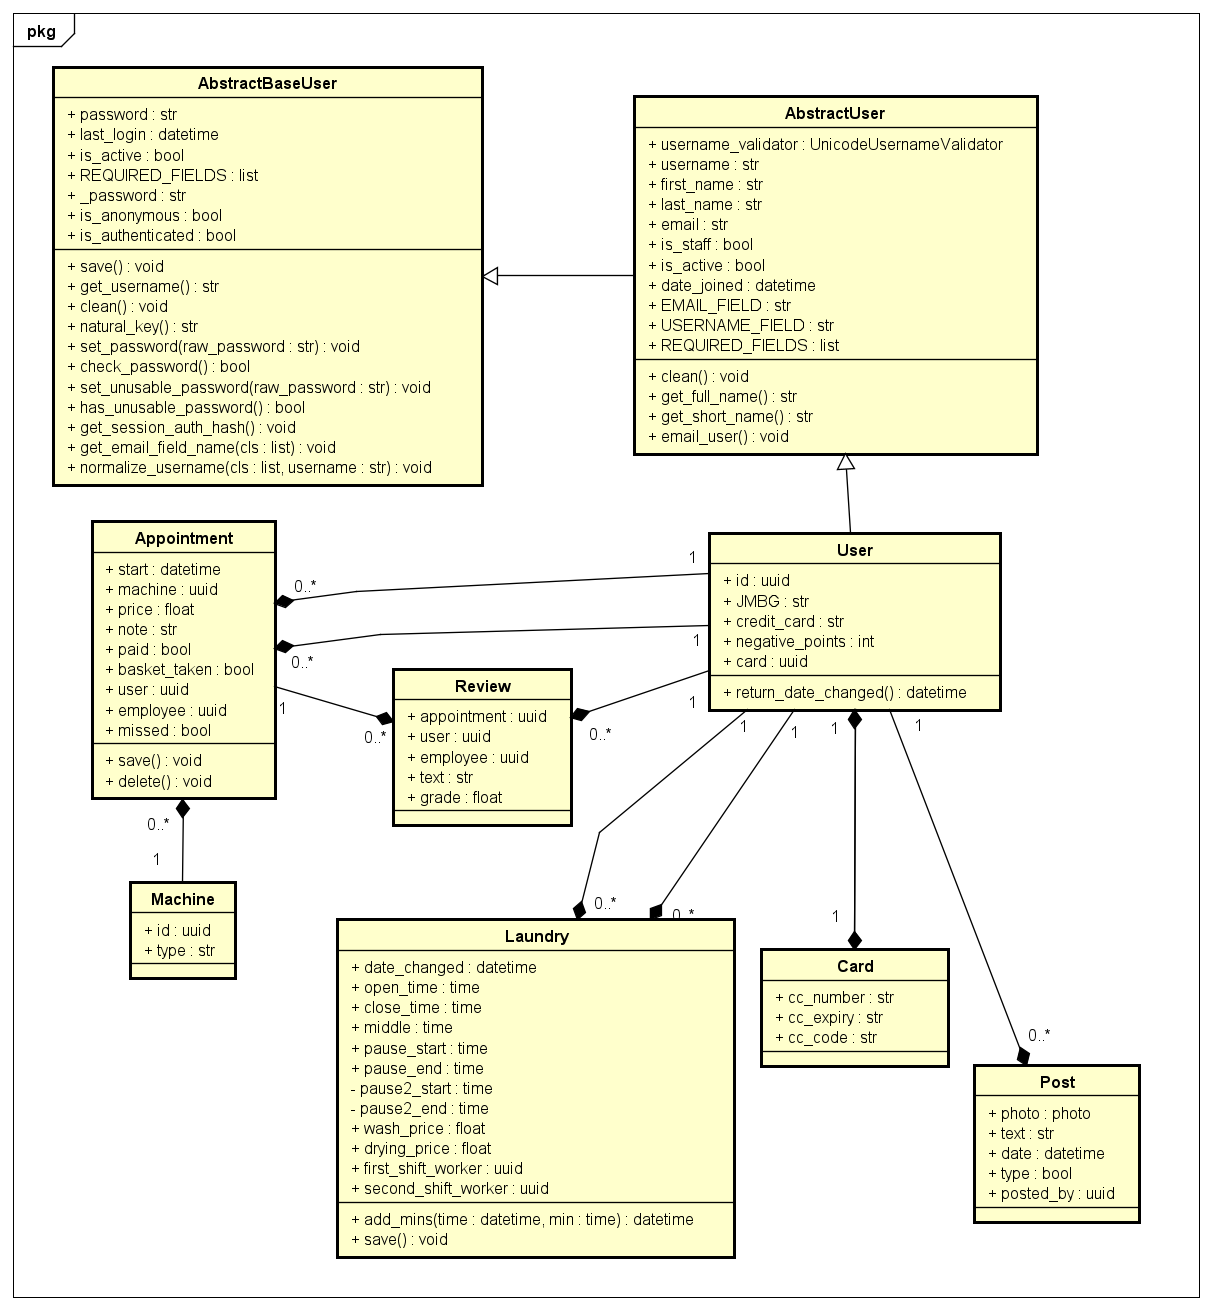 pkg
AbstractBaseUser
+ password : str
+ last_login : datetime
+ is_active : bool
+ REQUIRED_FIELDS : list
+ _password : str
+ is_anonymous : bool
+ is_authenticated : bool
+ save() : void
+ get_username() : str
+ clean() : void
+ natural_key() : str
+ set_password(raw_password : str) : void
+ check_password() : bool
+ set_unusable_password(raw_password : str) : void
+ has_unusable_password() : bool
+ get_session_auth_hash() : void
+ get_email_field_name(cls : list) : void
+ normalize_username(cls : list, username : str) : void
AbstractUser
+ username_validator : UnicodeUsernameValidator
+ username : str
+ first_name : str
+ last_name : str
+ email : str
+ is_staff : bool
+ is_active : bool
+ date_joined : datetime
+ EMAIL_FIELD : str
+ USERNAME_FIELD : str
+ REQUIRED_FIELDS : list
+ clean() : void
+ get_full_name() : str
+ get_short_name() : str
+ email_user() : void
Appointment
+ start : datetime
+ machine : uuid
+ price : float
+ note : str
+ paid : bool
+ basket_taken : bool
+ user : uuid
+ employee : uuid
+ missed : bool
+ save() : void
+ delete() : void
0..*
1
0..*
1
User
+ id : uuid
+ JMBG : str
+ credit_card : str
+ negative_points : int
+ card : uuid
+ return_date_changed() : datetime
1
0..*
Review
+ appointment : uuid
+ user : uuid
+ employee : uuid
+ text : str
+ grade : float
1
0..*
1
1
1
1
0..*
1
Machine
+ id : uuid
+ type : str
0..*
0..*
1
0..*
Laundry
+ date_changed : datetime
+ open_time : time
+ close_time : time
+ middle : time
+ pause_start : time
+ pause_end : time
- pause2_start : time
- pause2_end : time
+ wash_price : float
+ drying_price : float
+ first_shift_worker : uuid
+ second_shift_worker : uuid
+ add_mins(time : datetime, min : time) : datetime
+ save() : void
Card
+ cc_number : str
+ cc_expiry : str
+ cc_code : str
Post
+ photo : photo
+ text : str
+ date : datetime
+ type : bool
+ posted_by : uuid